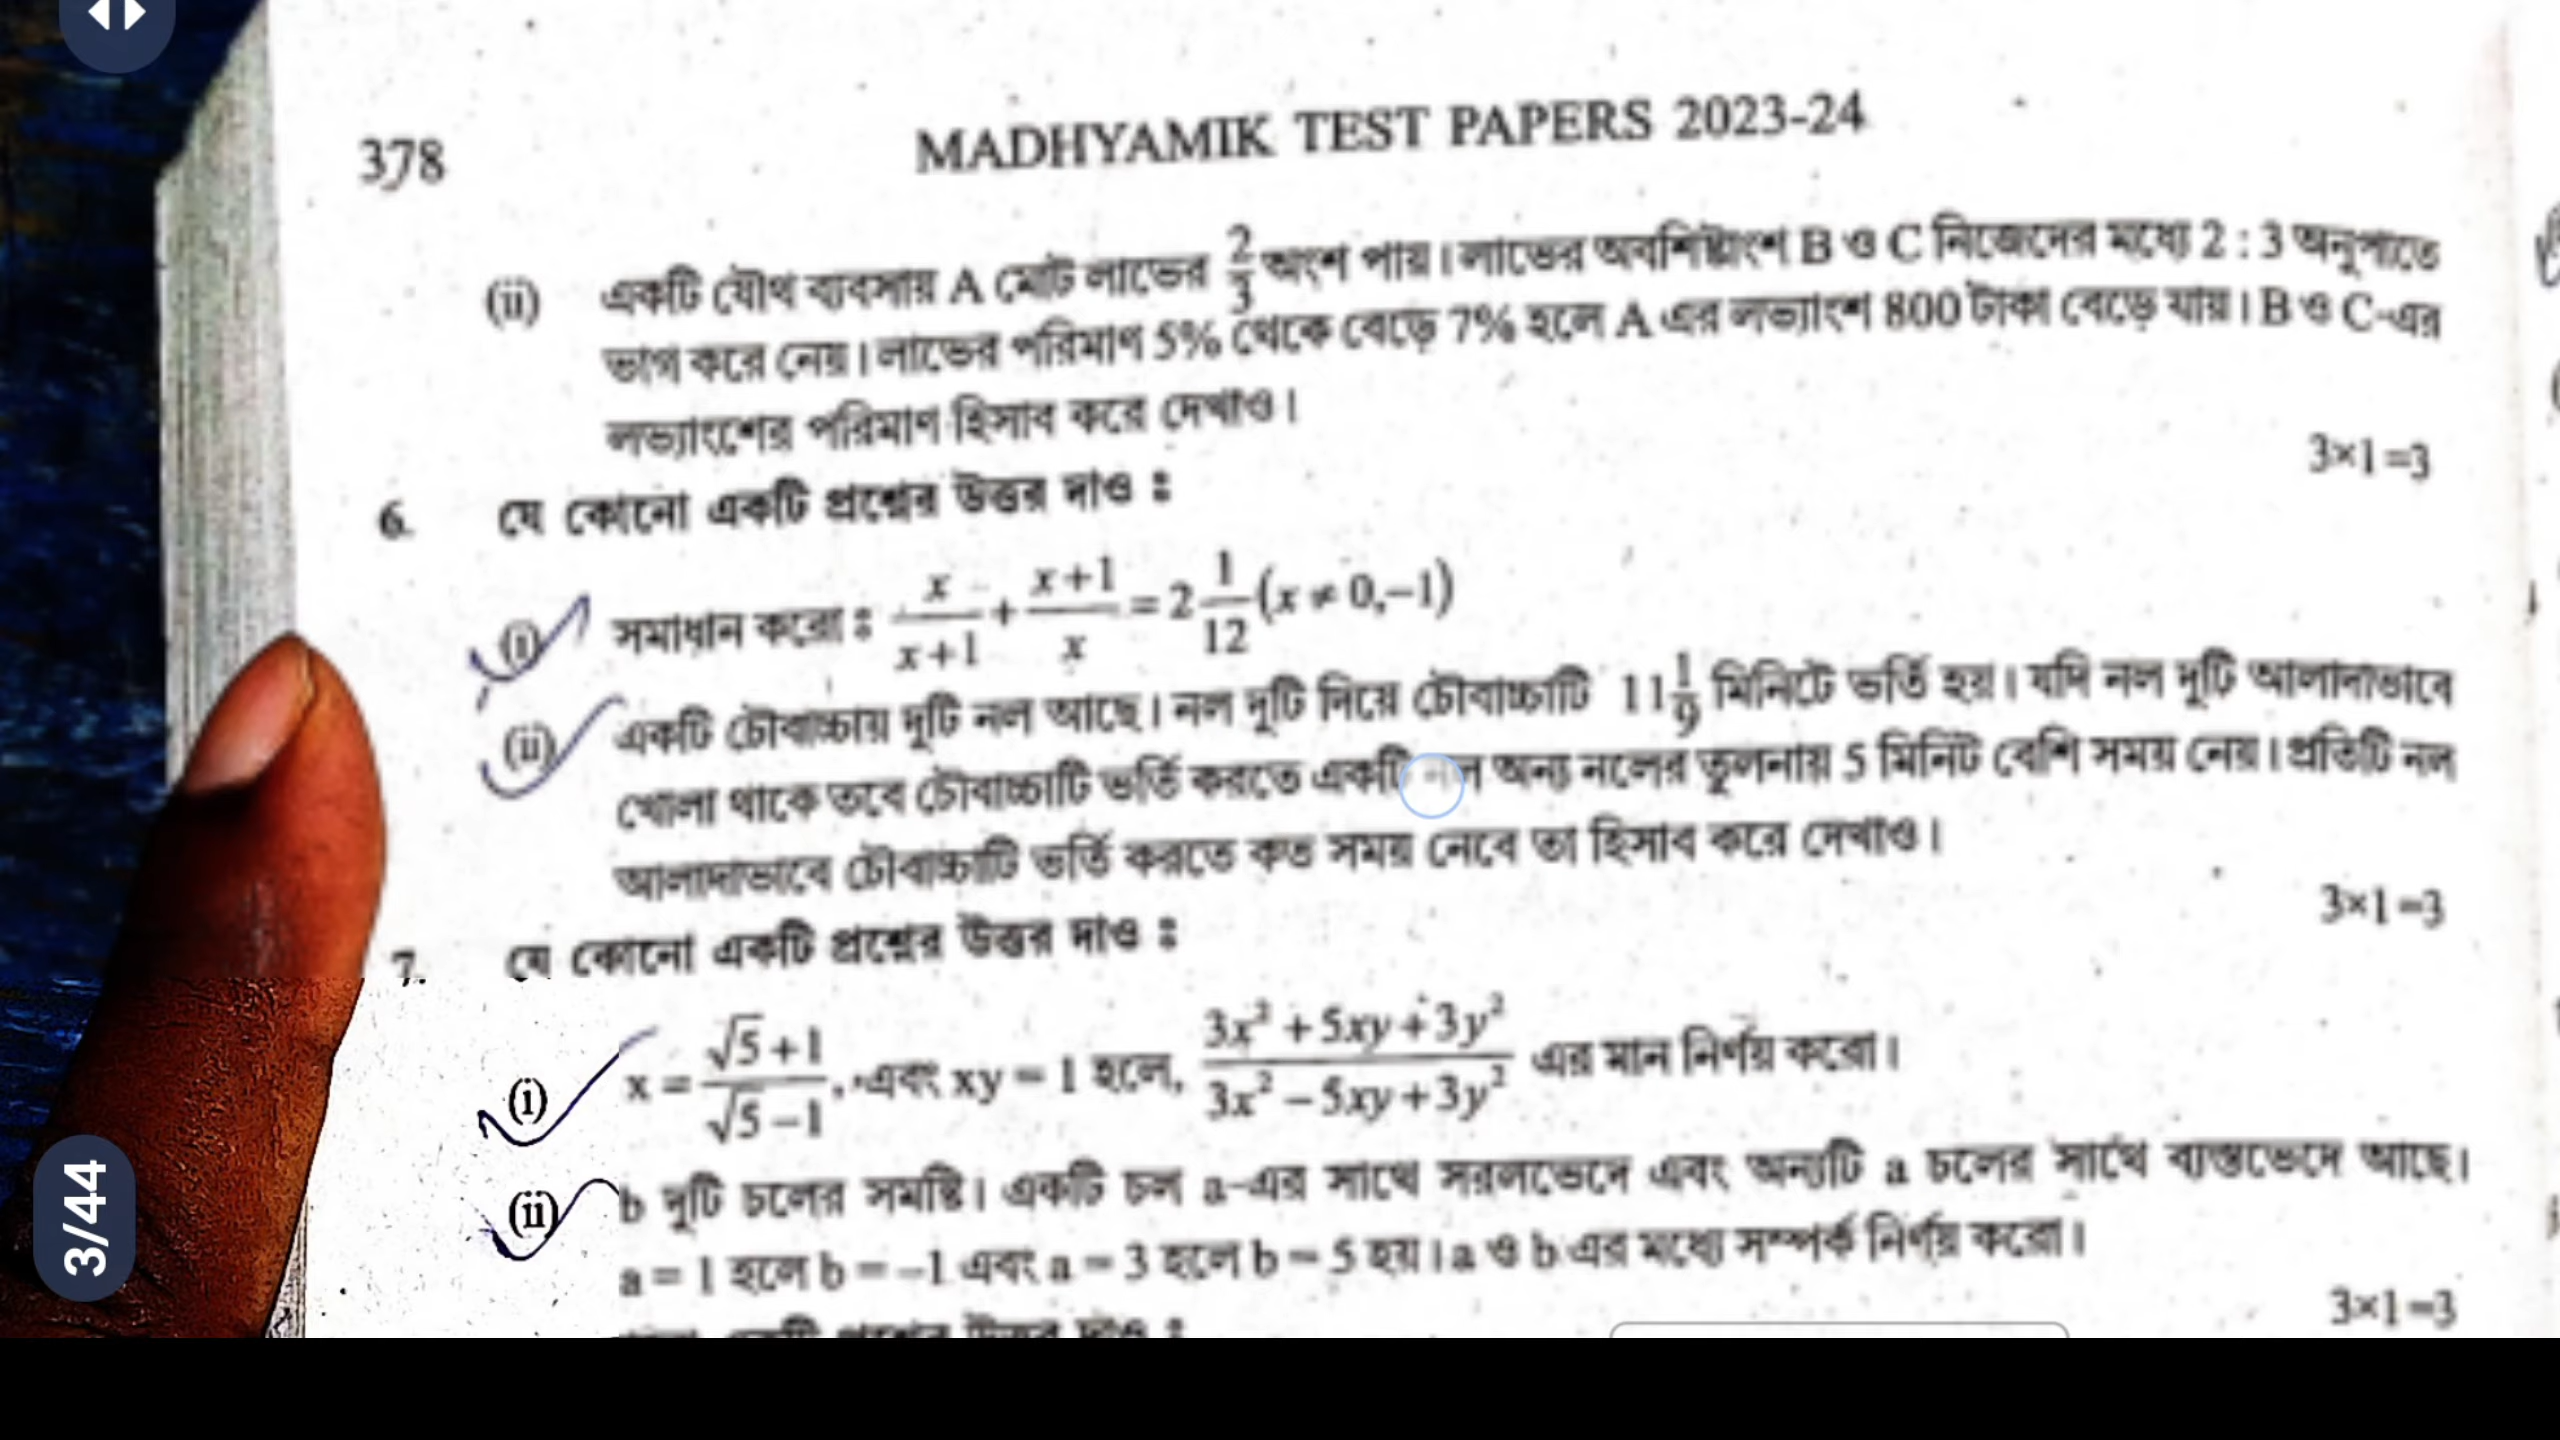 378
MADHYAMIK TEST PAPERS 2023-24
(ii) একটি যৌথ ব্যবসায় A মোট লাভের 2/3 অংশ পায়। লাভের অবশিষ্টাংশ B ও C নিজেদের মধ্যে 2 : 3 অনুপাতে
ভাগ করে নেয়। লাভের পরিমাণ 5% থেকে বেড়ে 7% হলে A এর লভ্যাংশ 800 টাকা বেড়ে যায়। B ও C-এর
লভ্যাংশের পরিমাণ হিসাব করে দেখাও।
6. যে কোনো একটি প্রশ্নের উত্তর দাও ঃ 3×1=3
(i) সমাধান করো ঃ x/(x+1) + (x+1)/x = 2 1/12 (x ≠ 0,−1)
(ii) একটি চৌবাচ্চায় দুটি নল আছে। নল দুটি দিয়ে চৌবাচ্চাটি 11 1/9 মিনিটে ভর্তি হয়। যদি নল দুটি আলাদাভাবে
খোলা থাকে তবে চৌবাচ্চাটি ভর্তি করতে একটি নল অন্য নলের তুলনায় 5 মিনিট বেশি সময় নেয়। প্রতিটি নল
আলাদাভাবে চৌবাচ্চাটি ভর্তি করতে কত সময় নেবে তা হিসাব করে দেখাও।
7. যে কোনো একটি প্রশ্নের উত্তর দাও ঃ 3×1=3
(i) x = (√5+1)/(√5−1), এবং xy = 1 হলে, (3x²+5xy+3y²)/(3x²−5xy+3y²) এর মান নির্ণয় করো।
(ii) b দুটি চলের সমষ্টি। একটি চল a-এর সাথে সরলভেদে এবং অন্যটি a চলের সাথে ব্যস্তভেদে আছে।
a = 1 হলে b = −1 এবং a = 3 হলে b = 5 হয়। a ও b এর মধ্যে সম্পর্ক নির্ণয় করো।
একটি প্রশ্নের উত্তর দাও ঃ 3×1=3
3/44